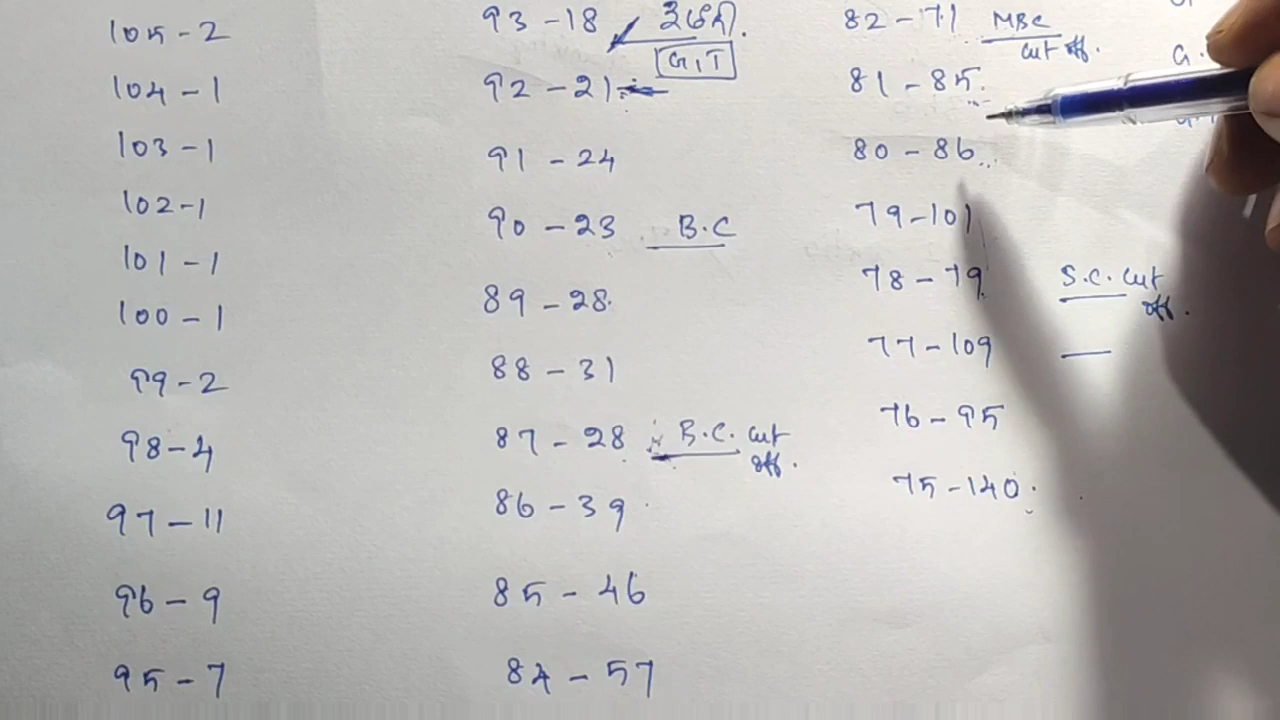 105 - 2
104 - 1
103 - 1
102 - 1
101 - 1
100 - 1
99 - 2
98 - 4
97 - 11
96 - 9
95 - 7
93 - 18
G,T
92 - 21
91 - 24
90 - 23 B.C
89 - 28
88 - 31
87 - 28 B.C. cut
off.
86 - 39
85 - 46
84 - 57
82 - 71 MBC
cut off.
81 - 85
80 - 86
79 - 101
78 - 79 S.C. cut
off.
77 - 109 —
76 - 95
75 - 140